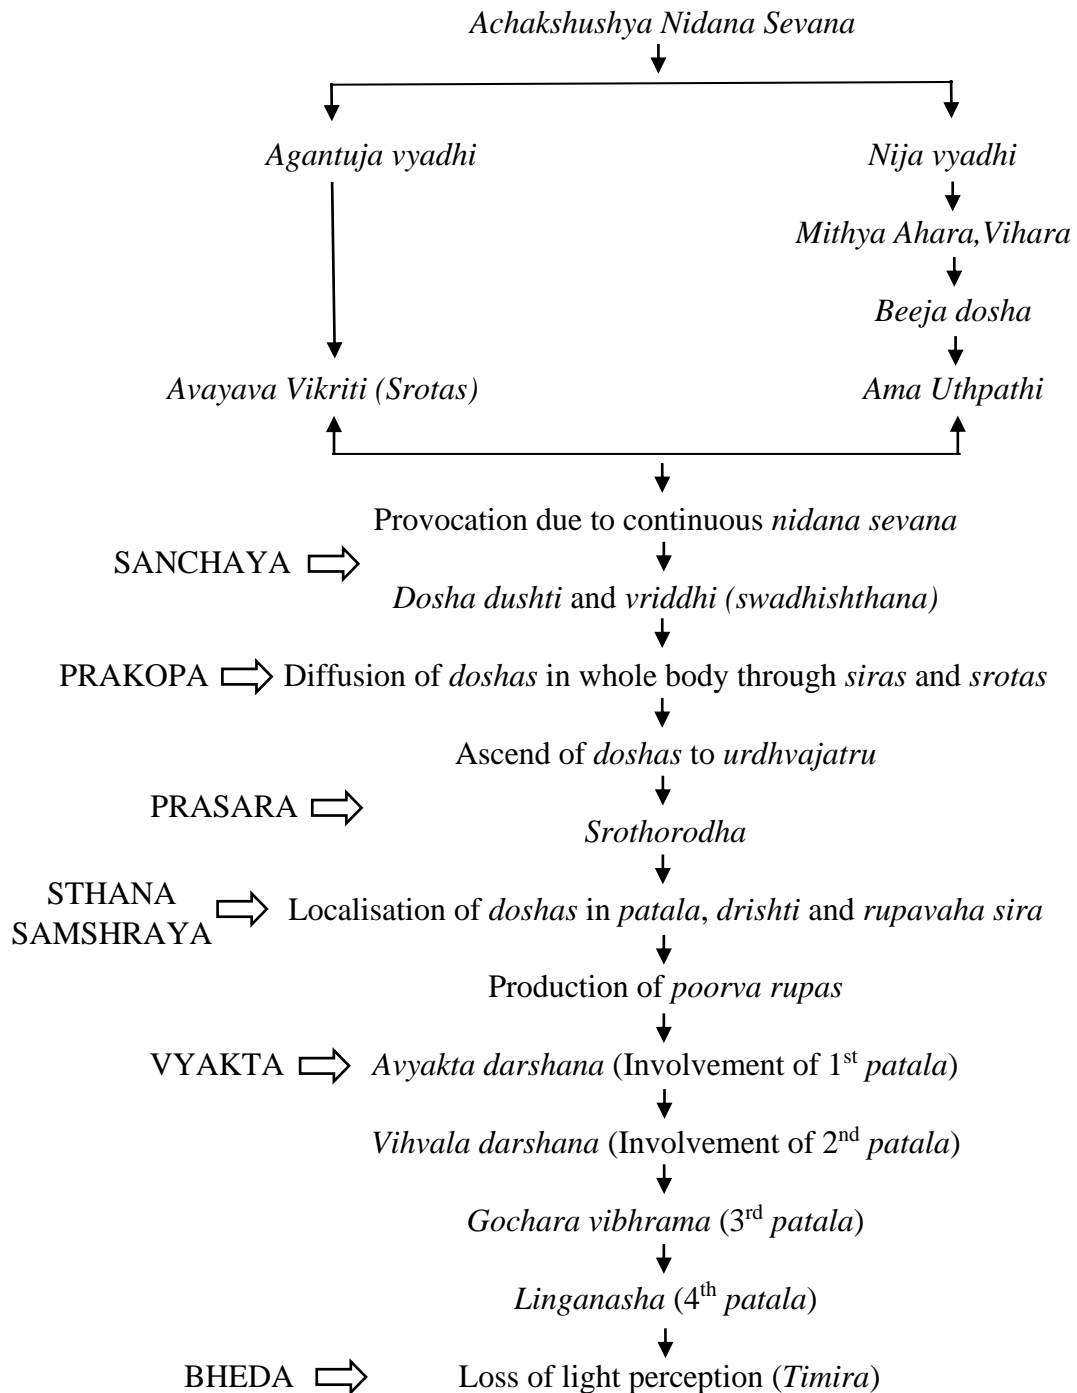 Achakshushya Nidana Sevana
Agantuja vyadhi
Nija vyadhi
Mithya Ahara,Vihara
Beeja dosha
Avayava Vikriti (Srotas)
Ama Uthpathi
Provocation due to continuous nidana sevana
SANCHAYA
Dosha dushti and vriddhi (swadhishthana)
PRAKOPA
Diffusion of doshas in whole body through siras and srotas
Ascend of doshas to urdhvajatru
PRASARA
Srothorodha
STHANA
SAMSHRAYA
Localisation of doshas in patala, drishti and rupavaha sira
Production of poorva rupas
VYAKTA
Avyakta darshana (Involvement of 1st patala)
Vihvala darshana (Involvement of 2nd patala)
Gochara vibhrama (3rd patala)
Linganasha (4th patala)
BHEDA
Loss of light perception (Timira)